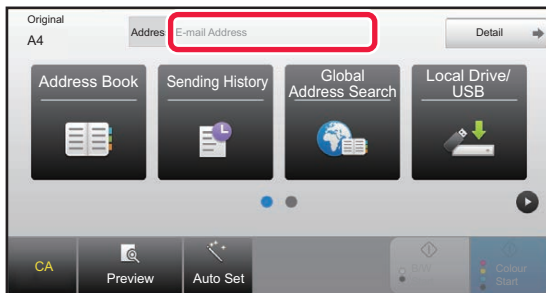 Original
A4
Addres
E-mail Address
Detail
Address Book
Sending History
Global
Address Search
Local Drive/
USB
CA
Preview
Auto Set
B/W
Start
Colour
Start